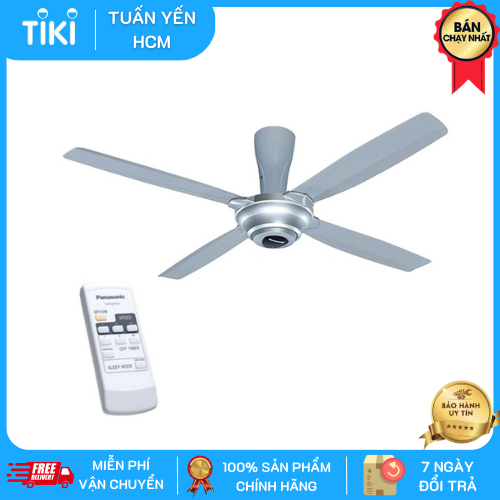 TIKI
TUẤN YẾN
HCM
BÁN
CHẠY NHẤT
Panasonic
OFF/ON
SPEED
OFF TIMER
SLEEP MODE
BẢO HÀNH
UY TÍN
FREE
DELIVERY
MIỄN PHÍ
VẬN CHUYỂN
100% SẢN PHẨM
CHÍNH HÃNG
7 NGÀY
ĐỔI TRẢ